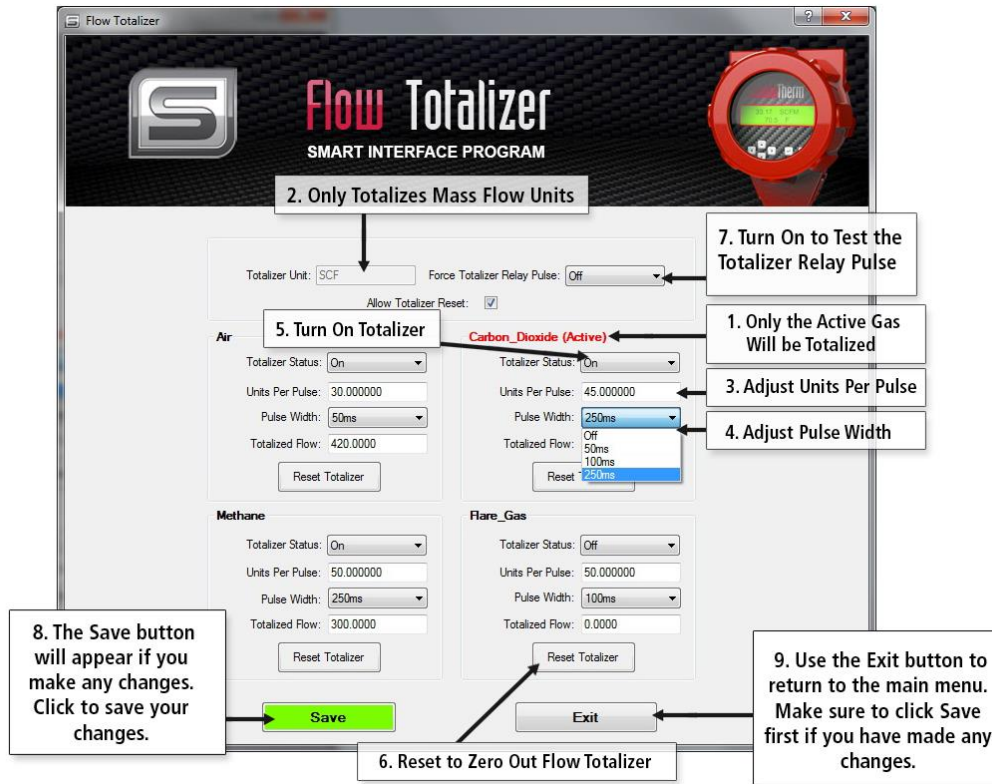 Flow Totalizer
S
Flow Totalizer
SMART INTERFACE PROGRAM
Therm
2. Only Totalizes Mass Flow Units
7. Turn On to Test the
Totalizer Relay Pulse
Totalizer Unit: SCF Force Totalizer Relay Pulse: Off
Allow Totalizer Reset:
5. Turn On Totalizer
1. Only the Active Gas
Will be Totalized
Air
Totalizer Status: On
Units Per Pulse: 30.000000
Pulse Width: 50ms
Totalized Flow: 420.0000
Reset Totalizer
Carbon_Dioxide (Active)
Totalizer Status: On
Units Per Pulse: 45.000000
Pulse Width: 250ms
Off
50ms
100ms
250ms
Totalized Flow:
Reset
3. Adjust Units Per Pulse
4. Adjust Pulse Width
Methane
Totalizer Status: On
Units Per Pulse: 50.000000
Pulse Width: 250ms
Totalized Flow: 300.0000
Reset Totalizer
Flare_Gas
Totalizer Status: Off
Units Per Pulse: 50.000000
Pulse Width: 100ms
Totalized Flow: 0.0000
Reset Totalizer
8. The Save button
will appear if you
make any changes.
Click to save your
changes.
Save
Exit
9. Use the Exit button to
return to the main menu.
Make sure to click Save
first if you have made any
changes.
6. Reset to Zero Out Flow Totalizer